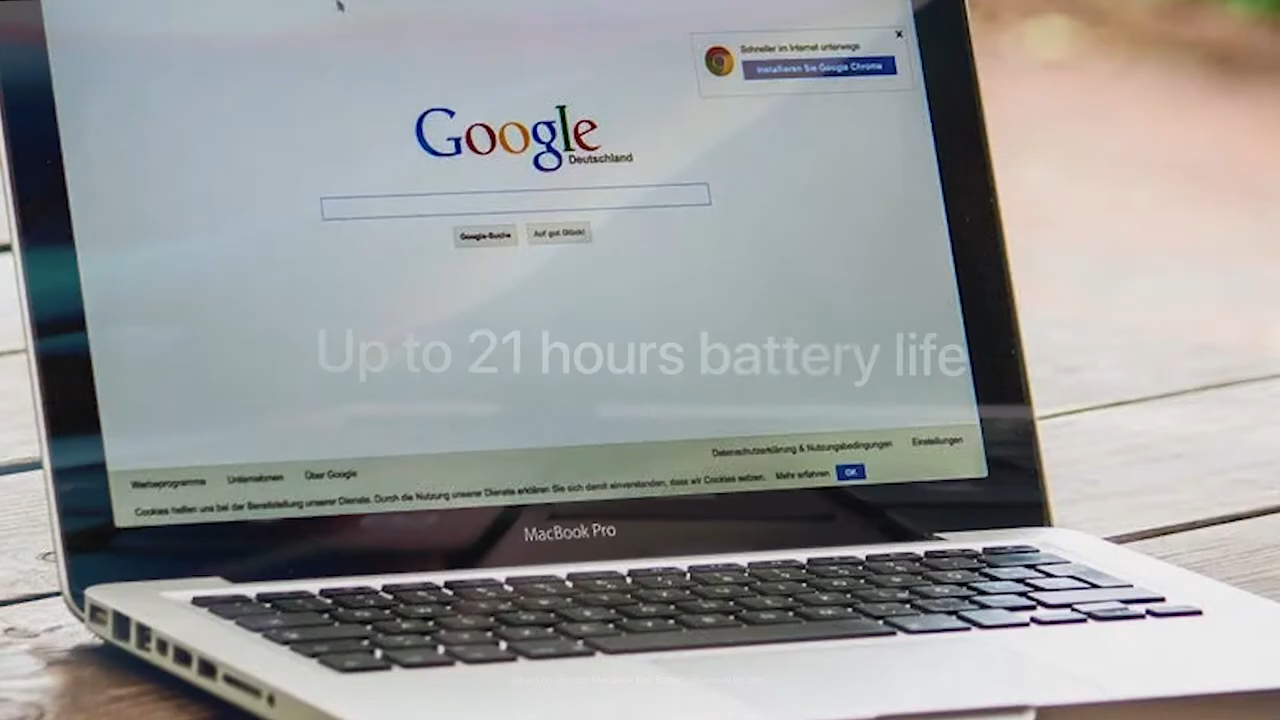 Schneller im Internet unterwegs
Installieren Sie Google Chrome
Google
Deutschland
Google-Suche
Auf gut Glück!
Up to 21 hours battery life
Datenschutzerklärung & Nutzungsbedingungen
Einstellungen
Werbeprogramme
Unternehmen
Über Google
Cookies helfen uns bei der Bereitstellung unserer Dienste. Durch die Nutzung unserer Dienste erklären Sie sich damit einverstanden, dass wir Cookies setzen.
Mehr erfahren
OK
MacBook Pro